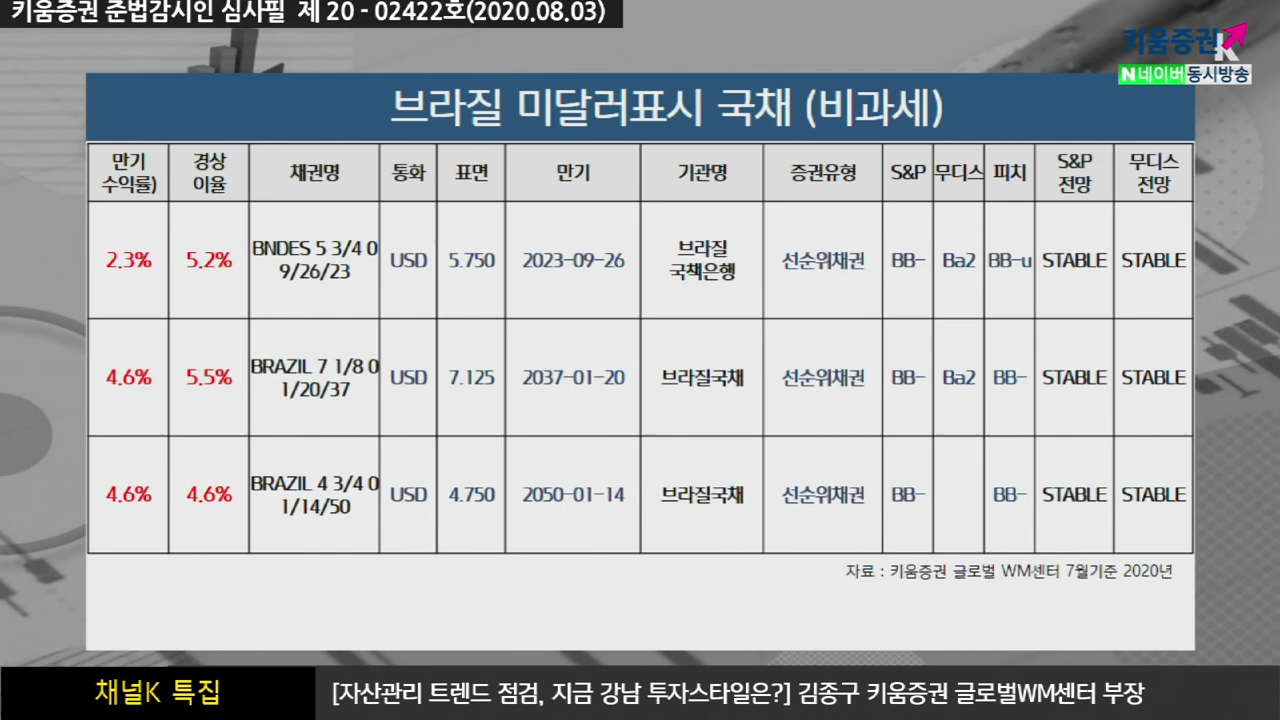 키움증권 준법감시인 심사필 제 20 - 02422호(2020.08.03)
키움증권
N 네이버 동시방송
브라질 미달러표시 국채 (비과세)
만기 수익률) 경상 이율 채권명 통화 표면 만기 기관명 증권유형 S&P 무디스 피치 S&P 전망 무디스 전망
2.3% 5.2% BNDES 5 3/4 0 9/26/23 USD 5.750 2023-09-26 브라질 국책은행 선순위채권 BB- Ba2 BB-u STABLE STABLE
4.6% 5.5% BRAZIL 7 1/8 0 1/20/37 USD 7.125 2037-01-20 브라질국채 선순위채권 BB- Ba2 BB- STABLE STABLE
4.6% 4.6% BRAZIL 4 3/4 0 1/14/50 USD 4.750 2050-01-14 브라질국채 선순위채권 BB- BB- STABLE STABLE
자료 : 키움증권 글로벌 WM센터 7월기준 2020년
채널K 특집
[자산관리 트렌드 점검, 지금 강남 투자스타일은?] 김종구 키움증권 글로벌WM센터 부장